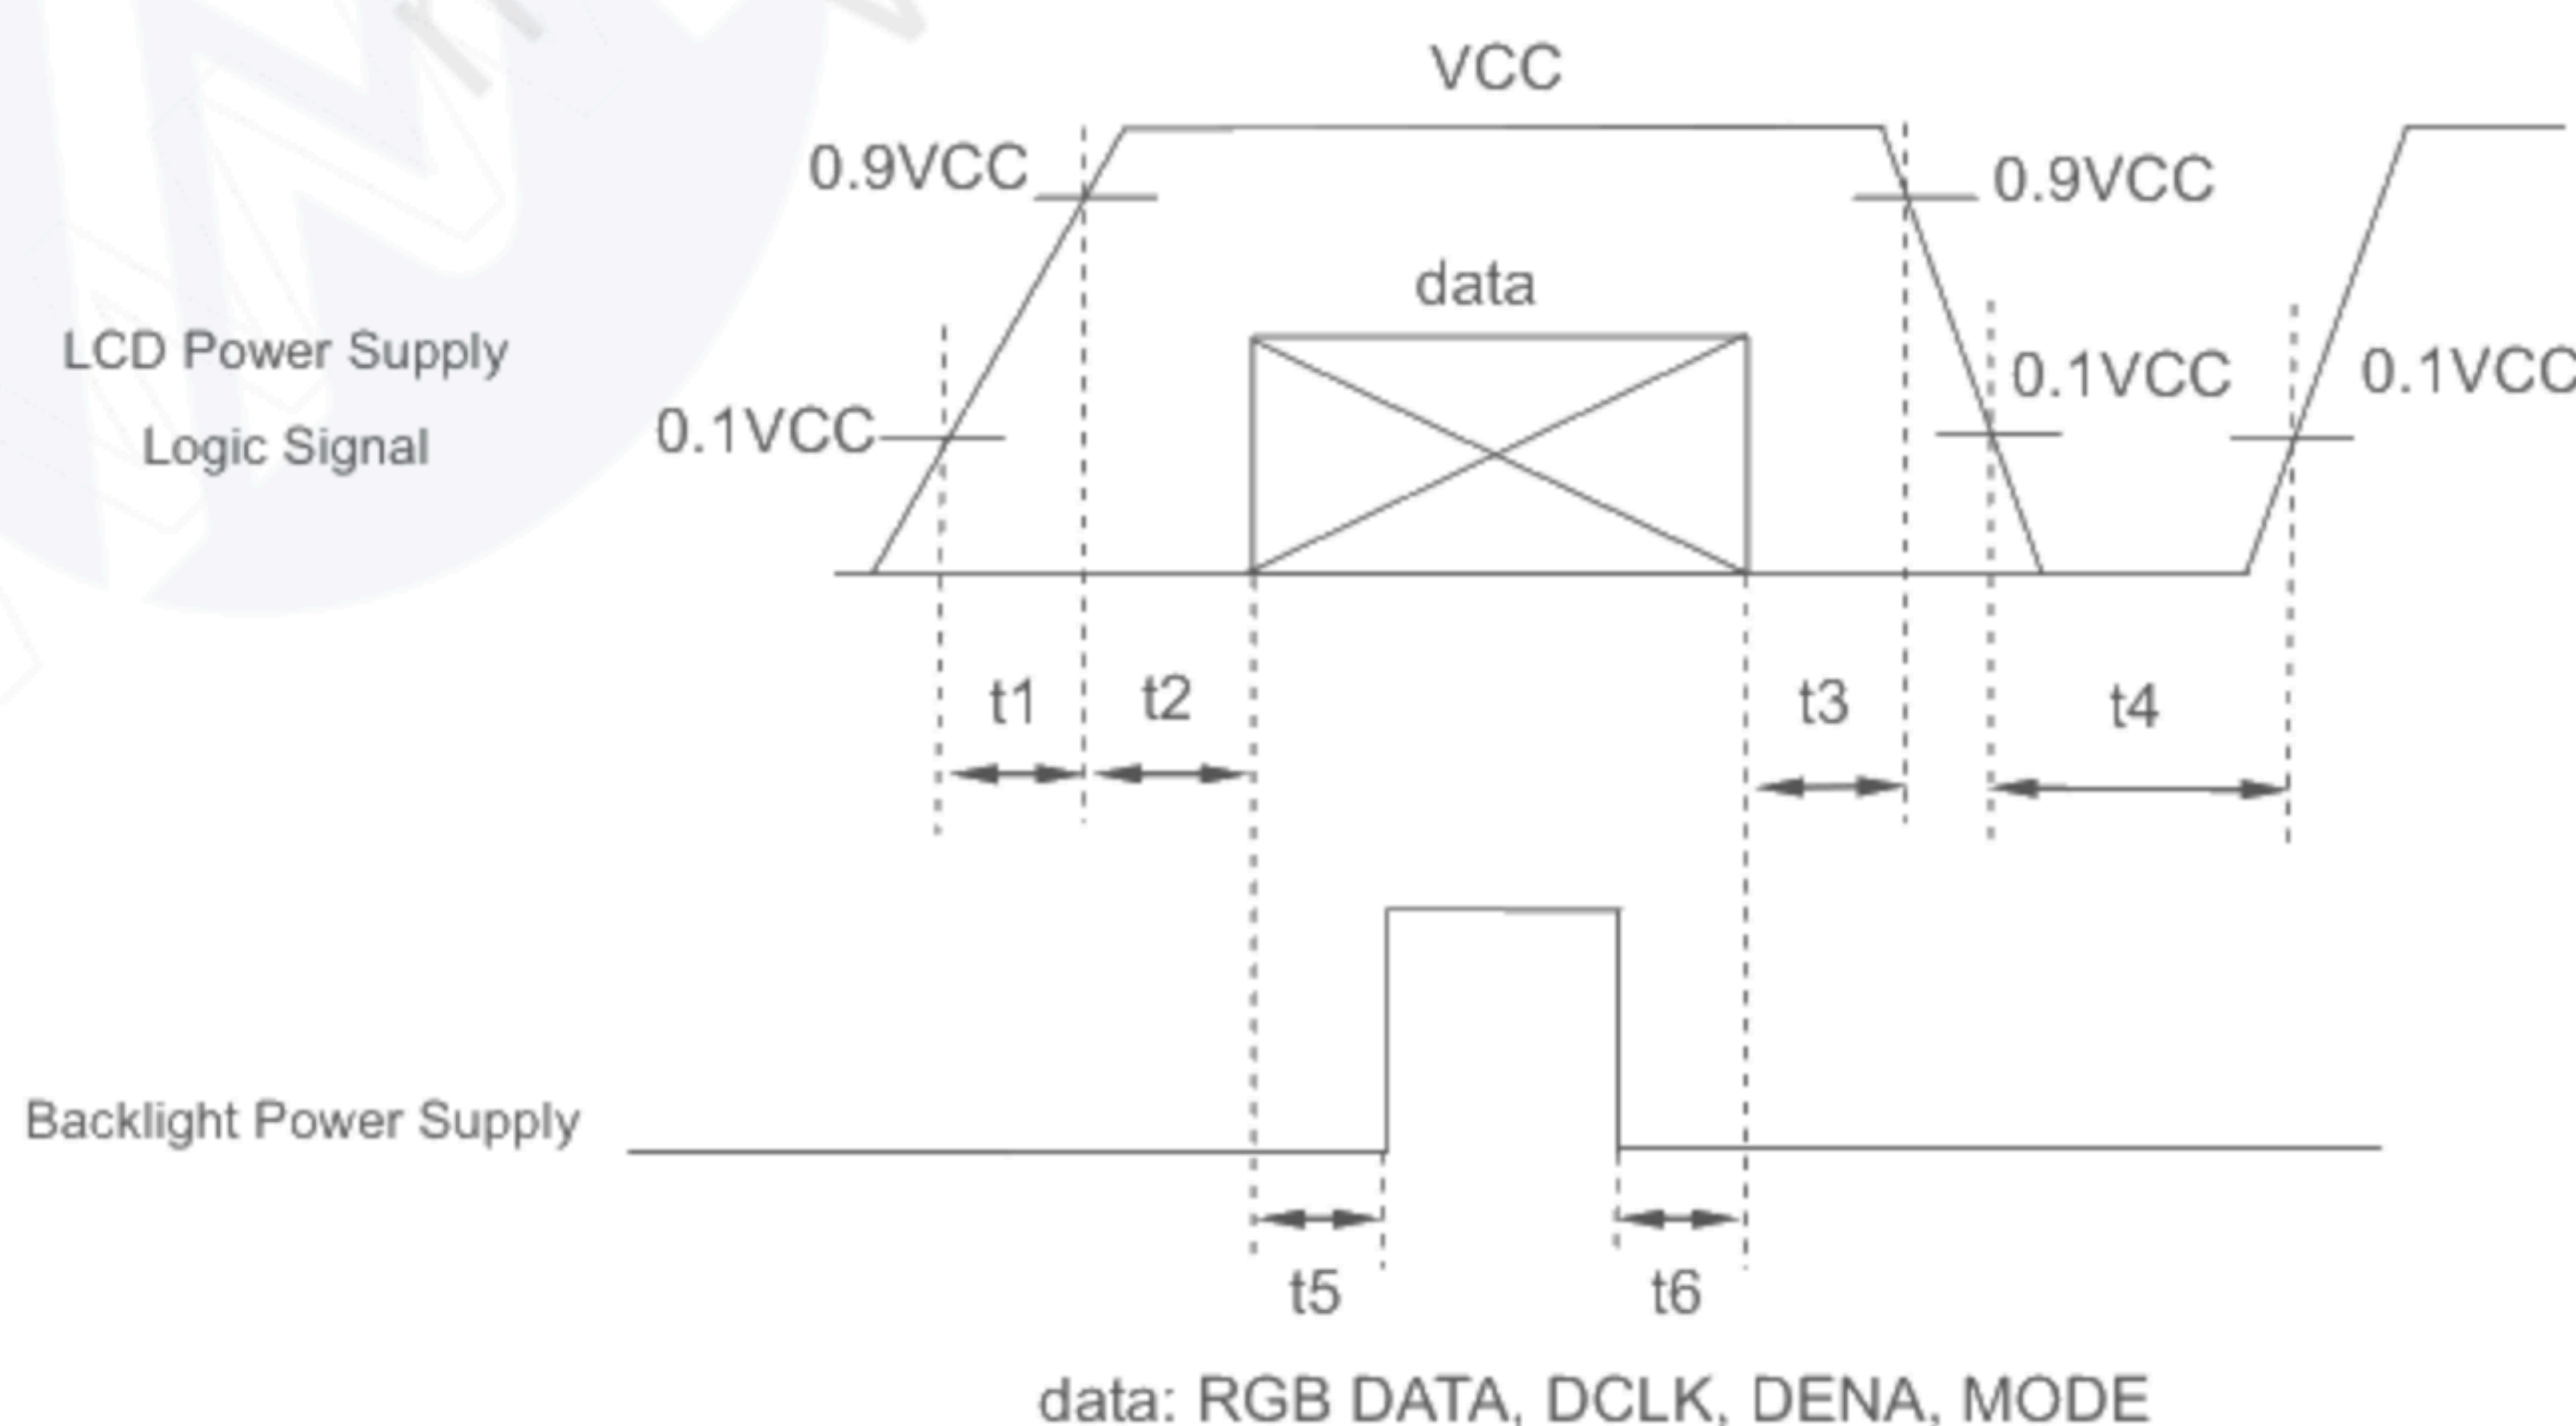 VCC
0.9VCC
0.9VCC
data
LCD Power Supply
0.1VCC
0.1VCC
0.1VCC
Logic Signal
t1
t2
t3
t4
Backlight Power Supply
t5
t6
data: RGB DATA, DCLK, DENA, MODE